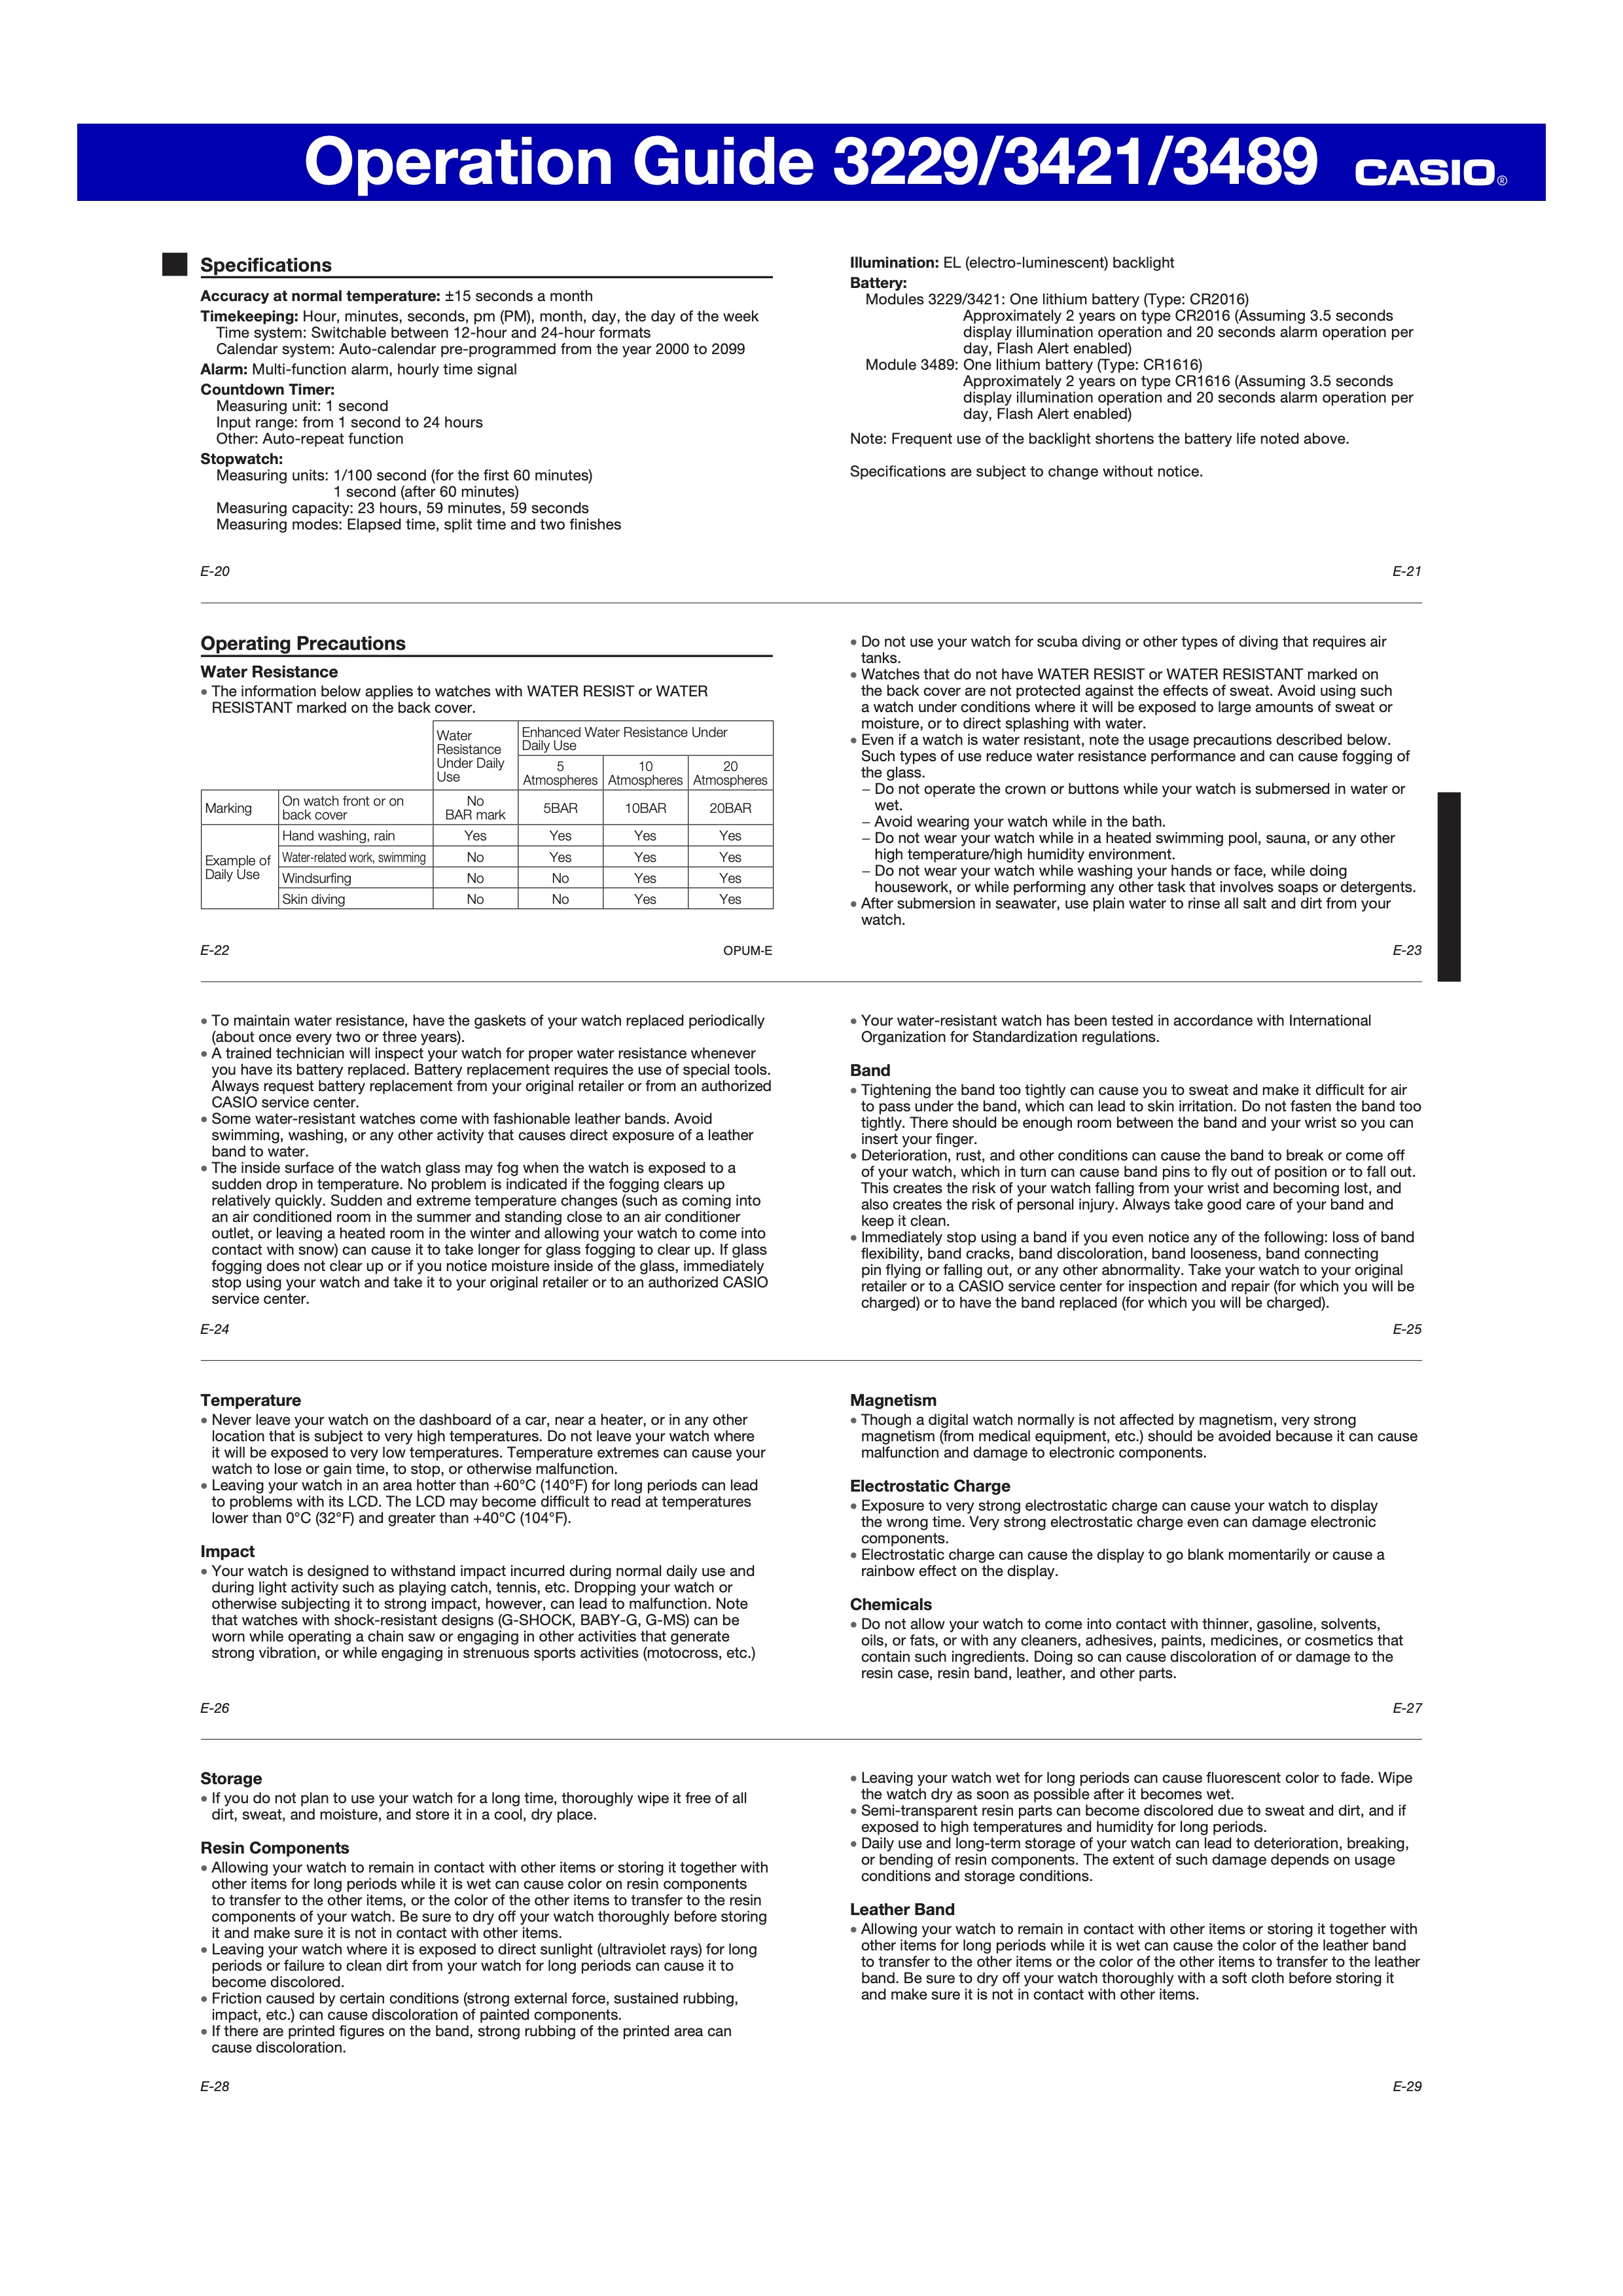 Operation Guide 3229/3421/3489 CASIO®
Specifications
Accuracy at normal temperature: ±15 seconds a month
Timekeeping: Hour, minutes, seconds, pm (PM), month, day, the day of the week
Time system: Switchable between 12-hour and 24-hour formats
Calendar system: Auto-calendar pre-programmed from the year 2000 to 2099
Alarm: Multi-function alarm, hourly time signal
Countdown Timer:
Measuring unit: 1 second
Input range: from 1 second to 24 hours
Other: Auto-repeat function
Stopwatch:
Measuring units: 1/100 second (for the first 60 minutes)
1 second (after 60 minutes)
Measuring capacity: 23 hours, 59 minutes, 59 seconds
Measuring modes: Elapsed time, split time and two finishes
E-20
Illumination: EL (electro-luminescent) backlight
Battery:
Modules 3229/3421: One lithium battery (Type: CR2016)
Approximately 2 years on type CR2016 (Assuming 3.5 seconds
display illumination operation and 20 seconds alarm operation per
day, Flash Alert enabled)
Module 3489: One lithium battery (Type: CR1616)
Approximately 2 years on type CR1616 (Assuming 3.5 seconds
display illumination operation and 20 seconds alarm operation per
day, Flash Alert enabled)
Note: Frequent use of the backlight shortens the battery life noted above.
Specifications are subject to change without notice.
E-21
Operating Precautions
Water Resistance
• The information below applies to watches with WATER RESIST or WATER
RESISTANT marked on the back cover.
Water
Resistance
Under Daily
Use
Enhanced Water Resistance Under
Daily Use
5
Atmospheres
10
Atmospheres
20
Atmospheres
Marking
On watch front or on
back cover
No
BAR mark
5BAR
10BAR
20BAR
Example of
Daily Use
Hand washing, rain Yes Yes Yes Yes
Water-related work, swimming No Yes Yes Yes
Windsurfing No No Yes Yes
Skin diving No No Yes Yes
E-22
OPUM-E
• Do not use your watch for scuba diving or other types of diving that requires air
tanks.
• Watches that do not have WATER RESIST or WATER RESISTANT marked on
the back cover are not protected against the effects of sweat. Avoid using such
a watch under conditions where it will be exposed to large amounts of sweat or
moisture, or to direct splashing with water.
• Even if a watch is water resistant, note the usage precautions described below.
Such types of use reduce water resistance performance and can cause fogging of
the glass.
– Do not operate the crown or buttons while your watch is submersed in water or
wet.
– Avoid wearing your watch while in the bath.
– Do not wear your watch while in a heated swimming pool, sauna, or any other
high temperature/high humidity environment.
– Do not wear your watch while washing your hands or face, while doing
housework, or while performing any other task that involves soaps or detergents.
• After submersion in seawater, use plain water to rinse all salt and dirt from your
watch.
E-23
• To maintain water resistance, have the gaskets of your watch replaced periodically
(about once every two or three years).
• A trained technician will inspect your watch for proper water resistance whenever
you have its battery replaced. Battery replacement requires the use of special tools.
Always request battery replacement from your original retailer or from an authorized
CASIO service center.
• Some water-resistant watches come with fashionable leather bands. Avoid
swimming, washing, or any other activity that causes direct exposure of a leather
band to water.
• The inside surface of the watch glass may fog when the watch is exposed to a
sudden drop in temperature. No problem is indicated if the fogging clears up
relatively quickly. Sudden and extreme temperature changes (such as coming into
an air conditioned room in the summer and standing close to an air conditioner
outlet, or leaving a heated room in the winter and allowing your watch to come into
contact with snow) can cause it to take longer for glass fogging to clear up. If glass
fogging does not clear up or if you notice moisture inside of the glass, immediately
stop using your watch and take it to your original retailer or to an authorized CASIO
service center.
E-24
• Your water-resistant watch has been tested in accordance with International
Organization for Standardization regulations.
Band
• Tightening the band too tightly can cause you to sweat and make it difficult for air
to pass under the band, which can lead to skin irritation. Do not fasten the band too
tightly. There should be enough room between the band and your wrist so you can
insert your finger.
• Deterioration, rust, and other conditions can cause the band to break or come off
of your watch, which in turn can cause band pins to fly out of position or to fall out.
This creates the risk of your watch falling from your wrist and becoming lost, and
also creates the risk of personal injury. Always take good care of your band and
keep it clean.
• Immediately stop using a band if you even notice any of the following: loss of band
flexibility, band cracks, band discoloration, band looseness, band connecting
pin flying or falling out, or any other abnormality. Take your watch to your original
retailer or to a CASIO service center for inspection and repair (for which you will be
charged) or to have the band replaced (for which you will be charged).
E-25
Temperature
• Never leave your watch on the dashboard of a car, near a heater, or in any other
location that is subject to very high temperatures. Do not leave your watch where
it will be exposed to very low temperatures. Temperature extremes can cause your
watch to lose or gain time, to stop, or otherwise malfunction.
• Leaving your watch in an area hotter than +60°C (140°F) for long periods can lead
to problems with its LCD. The LCD may become difficult to read at temperatures
lower than 0°C (32°F) and greater than +40°C (104°F).
Impact
• Your watch is designed to withstand impact incurred during normal daily use and
during light activity such as playing catch, tennis, etc. Dropping your watch or
otherwise subjecting it to strong impact, however, can lead to malfunction. Note
that watches with shock-resistant designs (G-SHOCK, BABY-G, G-MS) can be
worn while operating a chain saw or engaging in other activities that generate
strong vibration, or while engaging in strenuous sports activities (motocross, etc.)
E-26
Magnetism
• Though a digital watch normally is not affected by magnetism, very strong
magnetism (from medical equipment, etc.) should be avoided because it can cause
malfunction and damage to electronic components.
Electrostatic Charge
• Exposure to very strong electrostatic charge can cause your watch to display
the wrong time. Very strong electrostatic charge even can damage electronic
components.
• Electrostatic charge can cause the display to go blank momentarily or cause a
rainbow effect on the display.
Chemicals
• Do not allow your watch to come into contact with thinner, gasoline, solvents,
oils, or fats, or with any cleaners, adhesives, paints, medicines, or cosmetics that
contain such ingredients. Doing so can cause discoloration of or damage to the
resin case, resin band, leather, and other parts.
E-27
Storage
• If you do not plan to use your watch for a long time, thoroughly wipe it free of all
dirt, sweat, and moisture, and store it in a cool, dry place.
Resin Components
• Allowing your watch to remain in contact with other items or storing it together with
other items for long periods while it is wet can cause color on resin components
to transfer to the other items, or the color of the other items to transfer to the resin
components of your watch. Be sure to dry off your watch thoroughly before storing
it and make sure it is not in contact with other items.
• Leaving your watch where it is exposed to direct sunlight (ultraviolet rays) for long
periods or failure to clean dirt from your watch for long periods can cause it to
become discolored.
• Friction caused by certain conditions (strong external force, sustained rubbing,
impact, etc.) can cause discoloration of painted components.
• If there are printed figures on the band, strong rubbing of the printed area can
cause discoloration.
E-28
• Leaving your watch wet for long periods can cause fluorescent color to fade. Wipe
the watch dry as soon as possible after it becomes wet.
• Semi-transparent resin parts can become discolored due to sweat and dirt, and if
exposed to high temperatures and humidity for long periods.
• Daily use and long-term storage of your watch can lead to deterioration, breaking,
or bending of resin components. The extent of such damage depends on usage
conditions and storage conditions.
Leather Band
• Allowing your watch to remain in contact with other items or storing it together with
other items for long periods while it is wet can cause the color of the leather band
to transfer to the other items or the color of the other items to transfer to the leather
band. Be sure to dry off your watch thoroughly with a soft cloth before storing it
and make sure it is not in contact with other items.
E-29